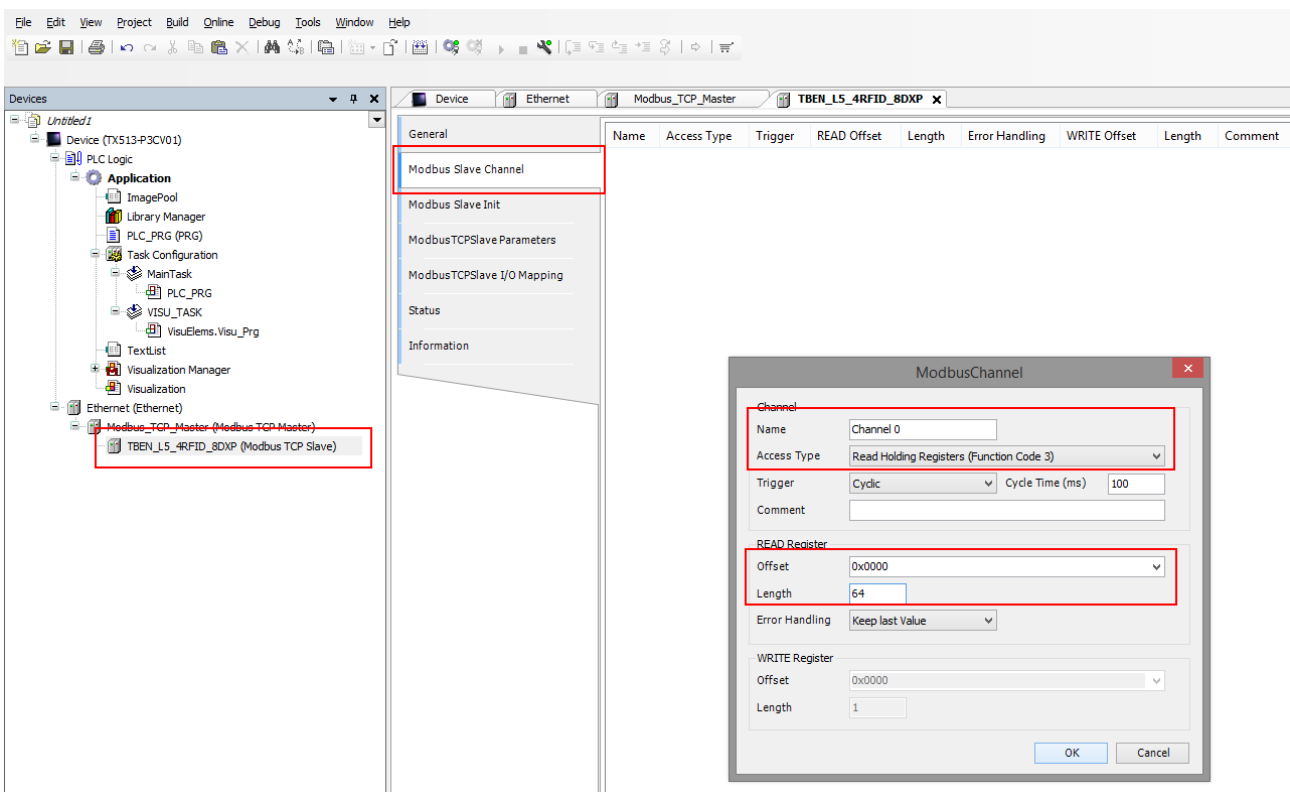 File Edit View Project Build Online Debug Tools Window Help
Devices
Untitled1
Device (TX513-P3CV01)
PLC Logic
Application
ImagePool
Library Manager
PLC_PRG (PRG)
Task Configuration
MainTask
PLC_PRG
VISU_TASK
VisuElems.Visu_Prg
TextList
Visualization Manager
Visualization
Ethernet (Ethernet)
Modbus_TCP_Master (Modbus TCP Master)
TBEN_L5_4RFID_8DXP (Modbus TCP Slave)
Device Ethernet Modbus_TCP_Master TBEN_L5_4RFID_8DXP
General
Modbus Slave Channel
Modbus Slave Init
ModbusTCPSlave Parameters
ModbusTCPSlave I/O Mapping
Status
Information
Name Access Type Trigger READ Offset Length Error Handling WRITE Offset Length Comment
ModbusChannel
Channel
Name Channel 0
Access Type Read Holding Registers (Function Code 3)
Trigger Cyclic Cycle Time (ms) 100
Comment
READ Register
Offset 0x0000
Length 64
Error Handling Keep last Value
WRITE Register
Offset 0x0000
Length 1
OK Cancel